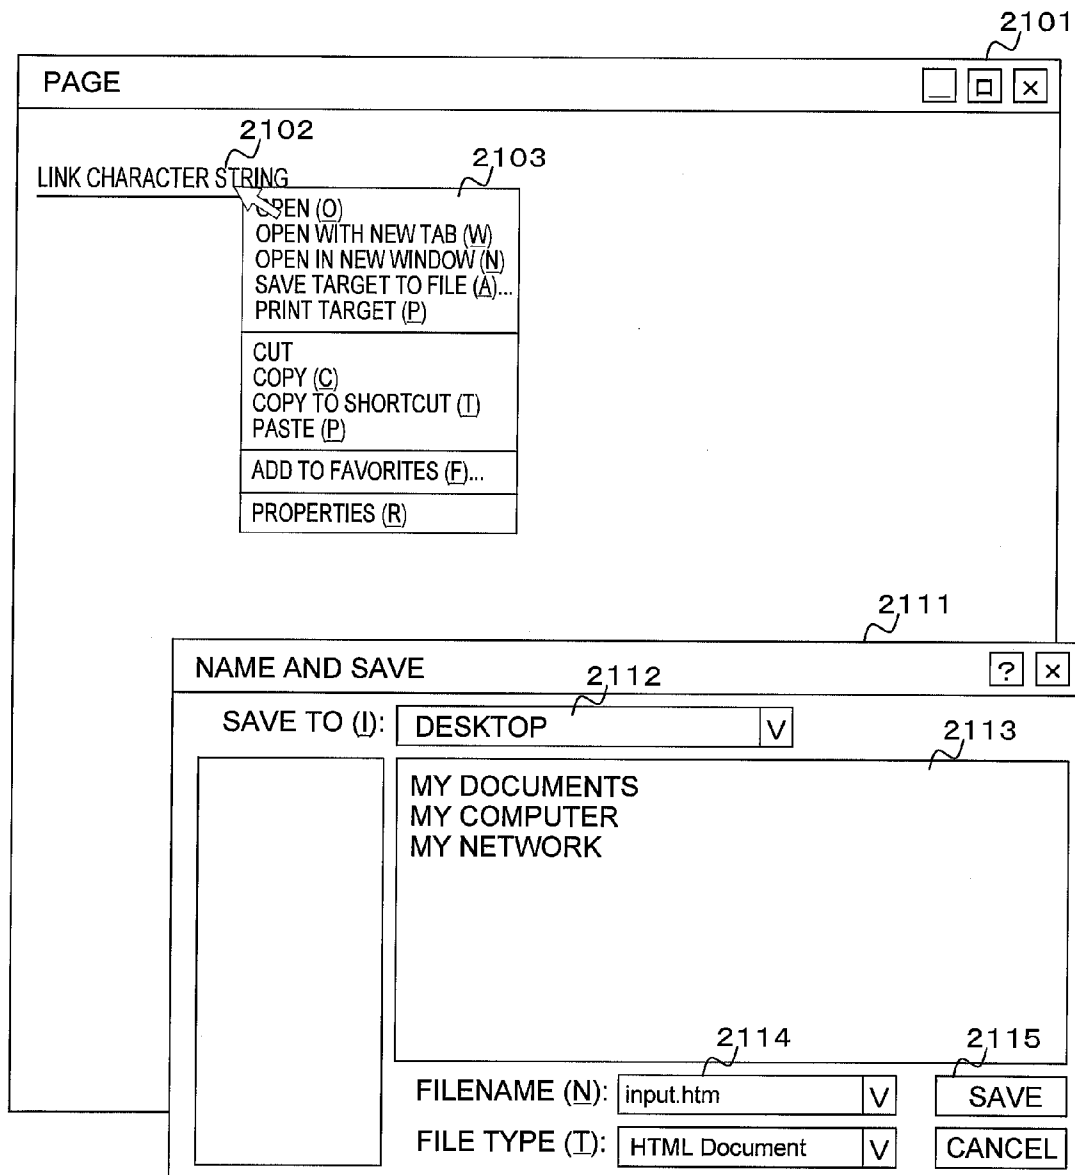 2101
PAGE
2102
2103
LINK CHARACTER STRING
OPEN (O)
OPEN WITH NEW TAB (W)
OPEN IN NEW WINDOW (N)
SAVE TARGET TO FILE (A)...
PRINT TARGET (P)
CUT
COPY (C)
COPY TO SHORTCUT (T)
PASTE (P)
ADD TO FAVORITES (F)...
PROPERTIES (R)
2111
NAME AND SAVE
? ×
2112
SAVE TO (I): DESKTOP V
2113
MY DOCUMENTS
MY COMPUTER
MY NETWORK
2114
2115
FILENAME (N): input.htm V SAVE
FILE TYPE (T): HTML Document V CANCEL